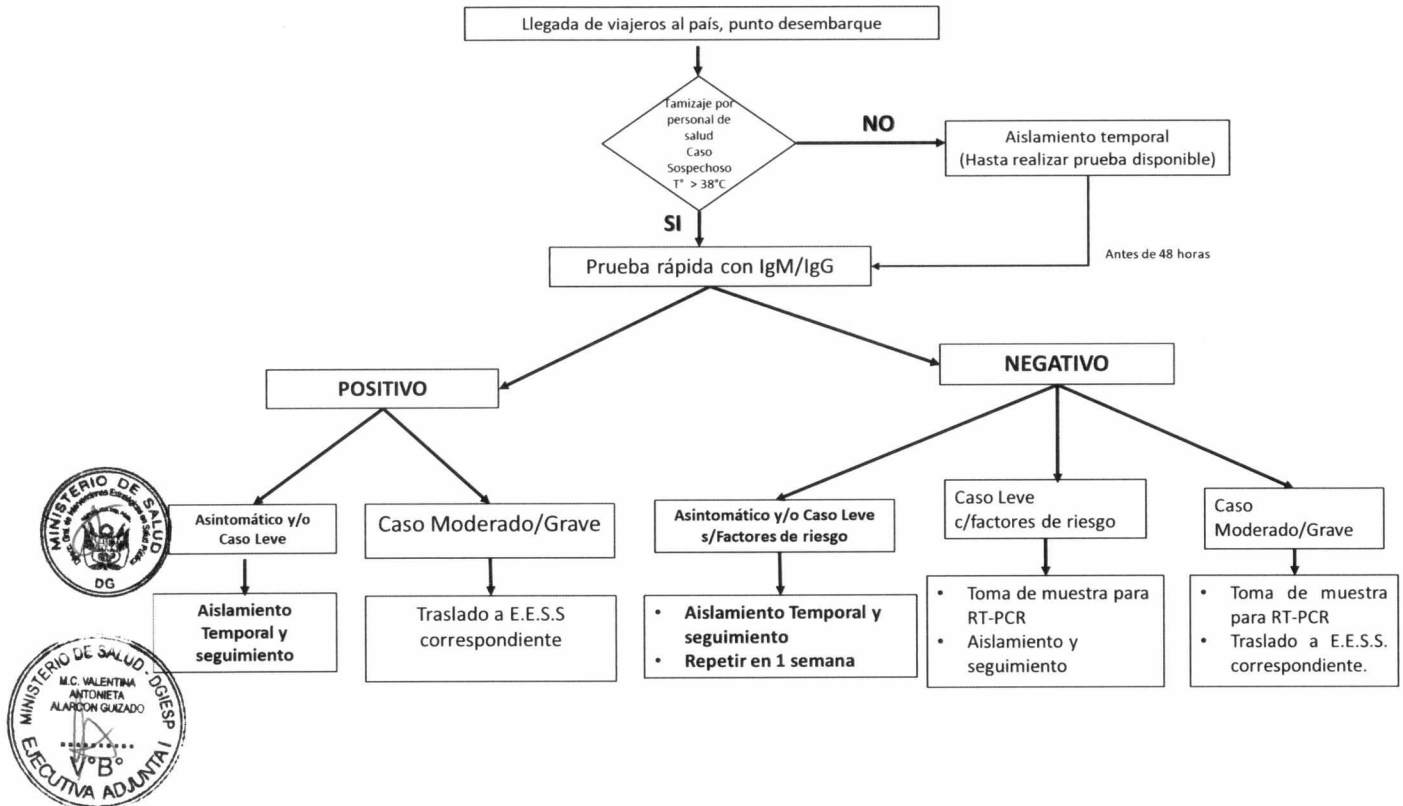 Llegada de viajeros al país, punto desembarque
Tamizaje por
personal de
salud
Caso
Sospechoso
T° > 38°C
NO
Aislamiento temporal
(Hasta realizar prueba disponible)
SI
Antes de 48 horas
Prueba rápida con IgM/IgG
POSITIVO
NEGATIVO
Asintomático y/o
Caso Leve
Caso Moderado/Grave
Asintomático y/o Caso Leve
s/Factores de riesgo
Caso Leve
c/factores de riesgo
Caso
Moderado/Grave
Aislamiento
Temporal y
seguimiento
Traslado a E.E.S.S
correspondiente
• Aislamiento Temporal y
seguimiento
• Repetir en 1 semana
• Toma de muestra para
RT-PCR
• Aislamiento y
seguimiento
• Toma de muestra
para RT-PCR
• Traslado a E.E.S.S.
correspondiente.
MINISTERIO DE SALUD
DG
MINISTERIO DE SALUD - DGIESP
M.C. VALENTINA
ANTONIETA
ALARCON GUIZADO
V°B°
EJECUTIVA ADJUNTA I